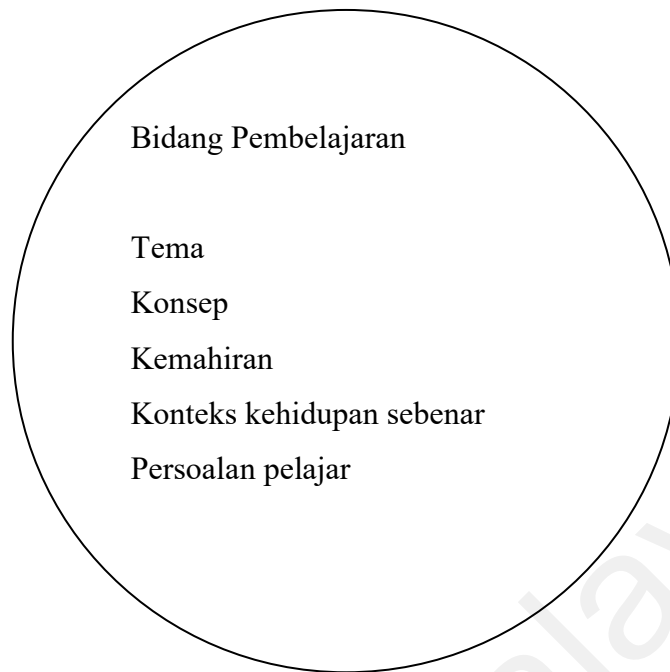 Bidang Pembelajaran
Tema
Konsep
Kemahiran
Konteks kehidupan sebenar
Persoalan pelajar